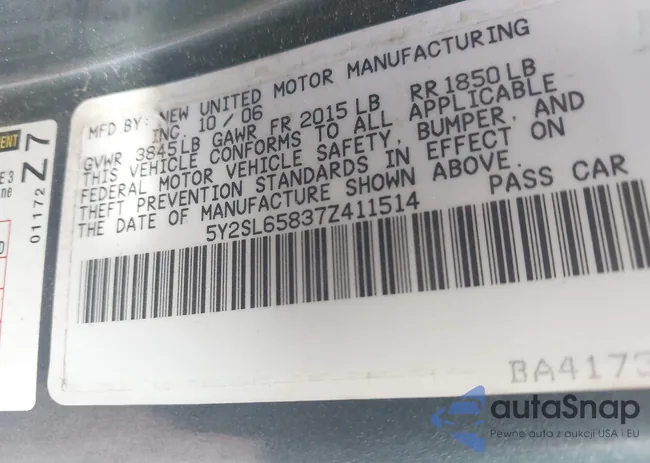 MFD BY: NEW UNITED MOTOR MANUFACTURING
INC. 10 / 06
GVWR 3845LB GAWR FR 2015 LB RR 1850 LB
THIS VEHICLE CONFORMS TO ALL APPLICABLE
FEDERAL MOTOR VEHICLE SAFETY, BUMPER, AND
THEFT PREVENTION STANDARDS IN EFFECT ON
THE DATE OF MANUFACTURE SHOWN ABOVE.
5Y2SL65837Z411514 PASS CAR
BA4173
Z7
01172
autaSnap
Pewne auta z aukcji USA i EU